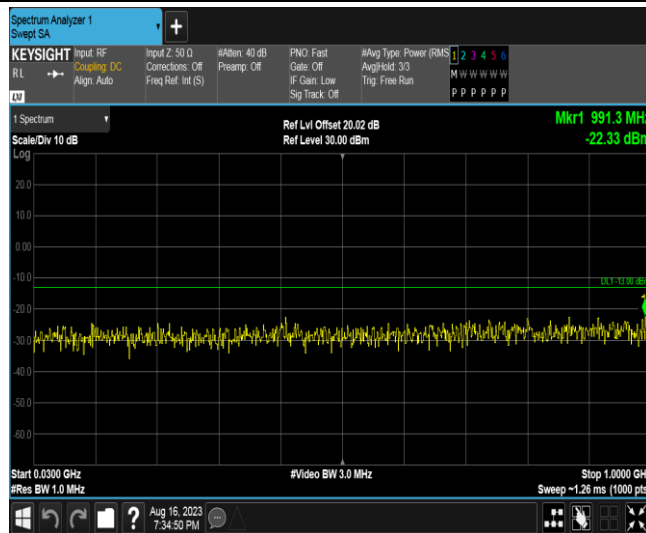 Spectrum Analyzer 1
Swept SA
+
KEYSIGHT
RL
LXI
Input: RF
Coupling: DC
Align: Auto
Input Z: 50 Ω
Corrections: Off
Freq Ref: Int (S)
#Atten: 40 dB
Preamp: Off
PNO: Fast
Gate: Off
IF Gain: Low
Sig Track: Off
#Avg Type: Power (RMS
Avg|Hold: 3/3
Trig: Free Run
1 2 3 4 5 6
M W W W W W
P P P P P P
1 Spectrum
Scale/Div 10 dB
Log
Ref Lvl Offset 20.02 dB
Ref Level 30.00 dBm
Mkr1 991.3 MHz
-22.33 dBm
20.0
10.0
0.00
-10.0
DL1 -13.00 dBm
-20.0
-30.0
-40.0
-50.0
-60.0
Start 0.0300 GHz
#Res BW 1.0 MHz
#Video BW 3.0 MHz
Stop 1.0000 GHz
Sweep ~1.26 ms (1000 pts)
?
Aug 16, 2023
7:34:50 PM